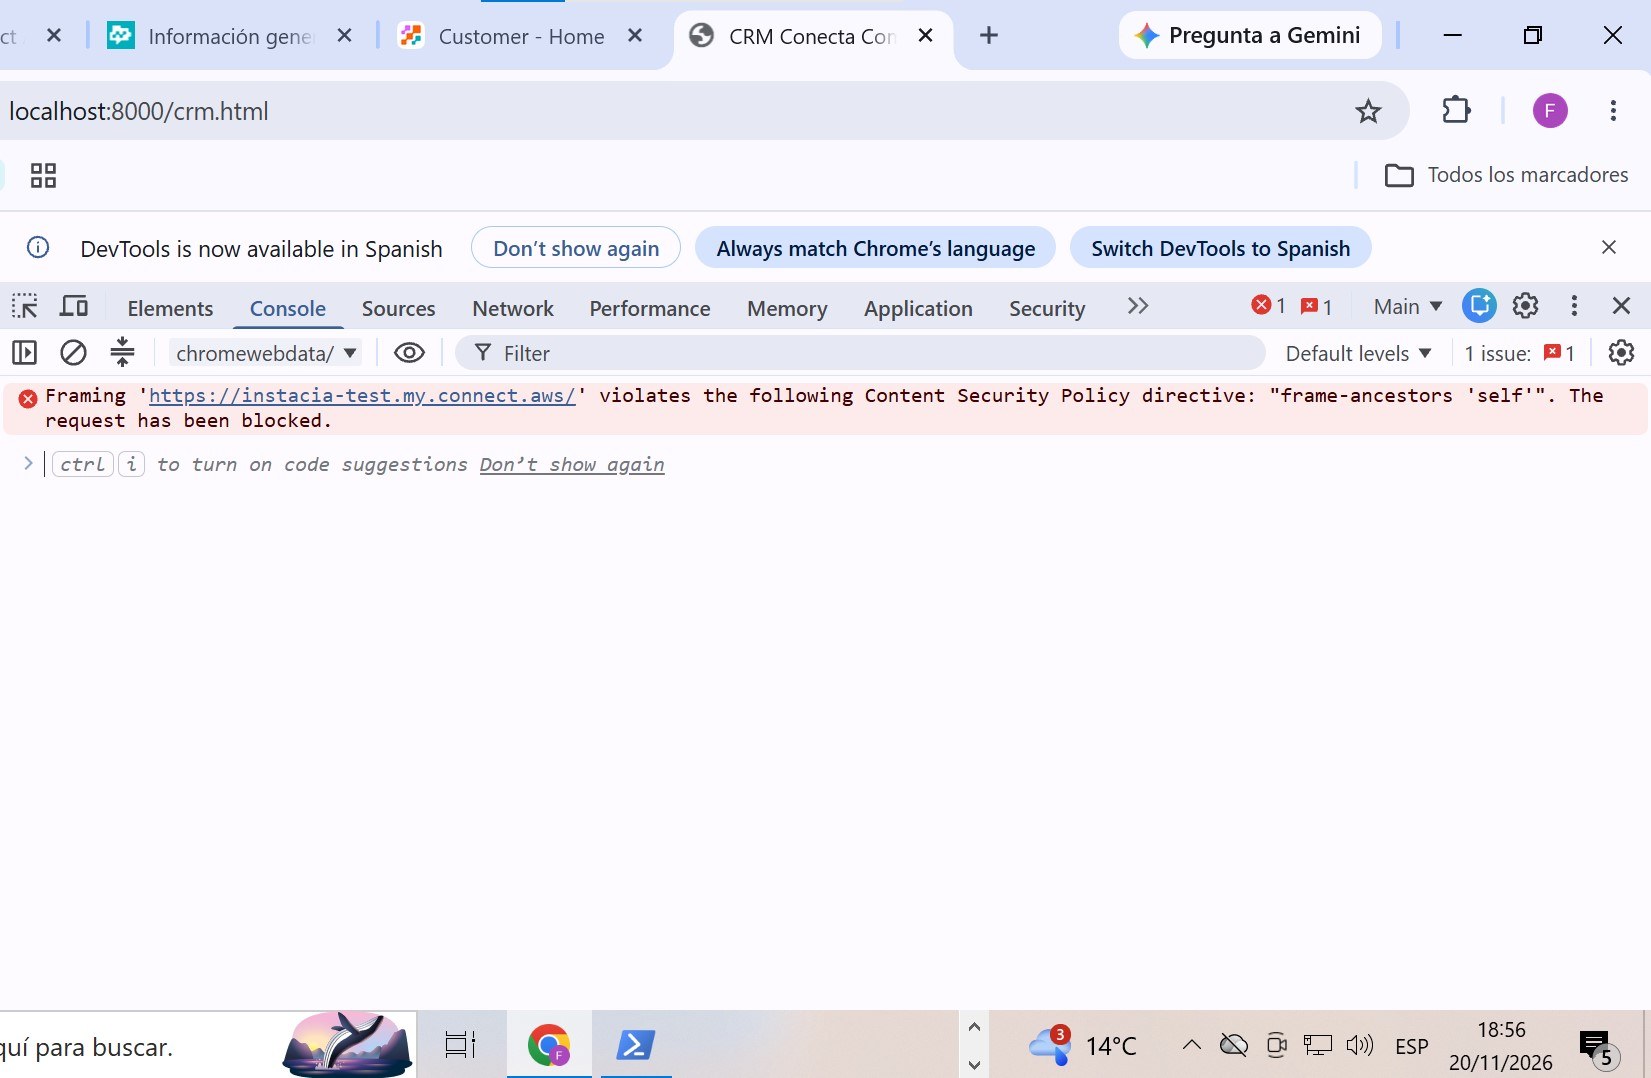 ct
Información gener
Customer - Home
CRM Conecta Con
Pregunta a Gemini
localhost:8000/crm.html
F
Todos los marcadores
DevTools is now available in Spanish
Don't show again
Always match Chrome's language
Switch DevTools to Spanish
Elements
Console
Sources
Network
Performance
Memory
Application
Security
1
1
Main
chromewebdata/
Filter
Default levels
1 issue:
1
Framing 'https://instacia-test.my.connect.aws/' violates the following Content Security Policy directive: "frame-ancestors 'self'". The
request has been blocked.
ctrl i to turn on code suggestions Don't show again
quí para buscar.
F
3
14°C
ESP
18:56
20/11/2026
5